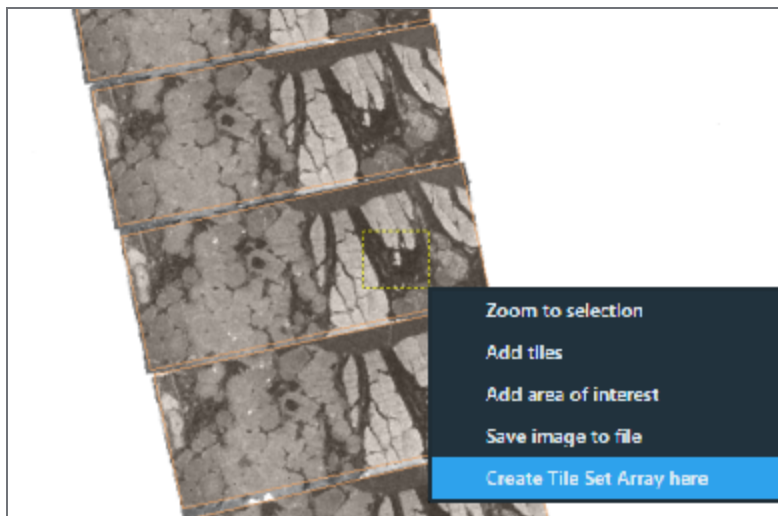 Zoom to selection
Add tiles
Add area of interest
Save image to file
Create Tile Set Array here